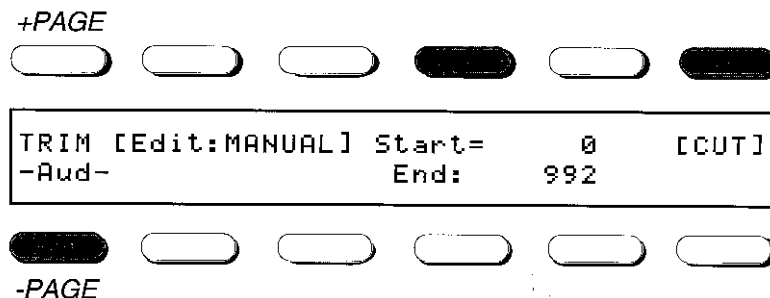 +PAGE
TRIM [Edit:MANUAL] Start= 0 [CUT]
-Aud- End: 992
-PAGE